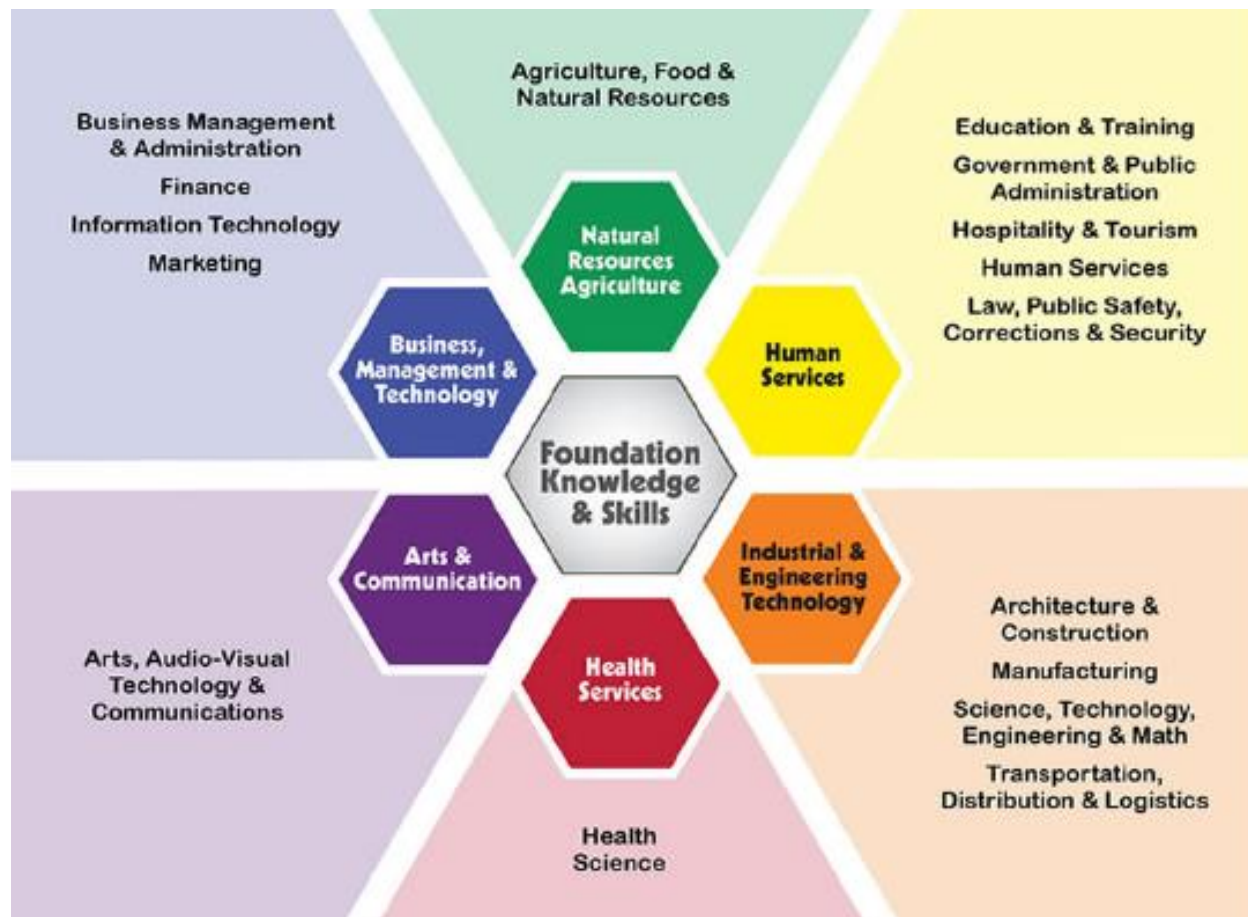 Agriculture, Food &
Natural Resources
Business Management
& Administration
Finance
Information Technology
Marketing
Education & Training
Government & Public
Administration
Hospitality & Tourism
Human Services
Law, Public Safety,
Corrections & Security
Natural
Resources
Agriculture
Business,
Management &
Technology
Human
Services
Foundation
Knowledge
& Skills
Arts &
Communication
Industrial &
Engineering
Technology
Health
Services
Arts, Audio-Visual
Technology &
Communications
Architecture &
Construction
Manufacturing
Science, Technology,
Engineering & Math
Transportation,
Distribution & Logistics
Health
Science